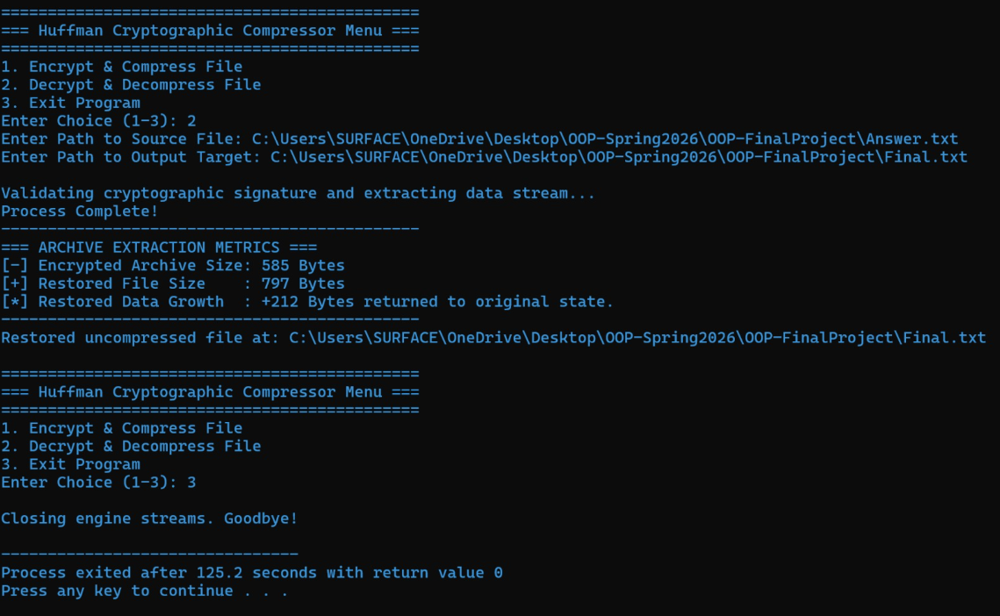 =============================================
=== Huffman Cryptographic Compressor Menu ===
=============================================
1. Encrypt & Compress File
2. Decrypt & Decompress File
3. Exit Program
Enter Choice (1-3): 2
Enter Path to Source File: C:\Users\SURFACE\OneDrive\Desktop\OOP-Spring2026\OOP-FinalProject\Answer.txt
Enter Path to Output Target: C:\Users\SURFACE\OneDrive\Desktop\OOP-Spring2026\OOP-FinalProject\Final.txt
Validating cryptographic signature and extracting data stream...
Process Complete!
---------------------------------------------
=== ARCHIVE EXTRACTION METRICS ===
[-] Encrypted Archive Size: 585 Bytes
[+] Restored File Size    : 797 Bytes
[*] Restored Data Growth  : +212 Bytes returned to original state.
---------------------------------------------
Restored uncompressed file at: C:\Users\SURFACE\OneDrive\Desktop\OOP-Spring2026\OOP-FinalProject\Final.txt
=============================================
=== Huffman Cryptographic Compressor Menu ===
=============================================
1. Encrypt & Compress File
2. Decrypt & Decompress File
3. Exit Program
Enter Choice (1-3): 3
Closing engine streams. Goodbye!
--------------------------------
Process exited after 125.2 seconds with return value 0
Press any key to continue . . .